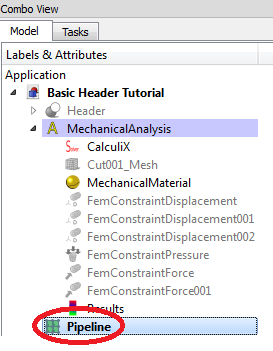 Combo View
Model Tasks
Labels & Attributes
Application
Basic Header Tutorial
Header
MechanicalAnalysis
CalculiX
Cut001_Mesh
MechanicalMaterial
FemConstraintDisplacement
FemConstraintDisplacement001
FemConstraintDisplacement002
FemConstraintPressure
FemConstraintForce
FemConstraintForce001
Results
Pipeline